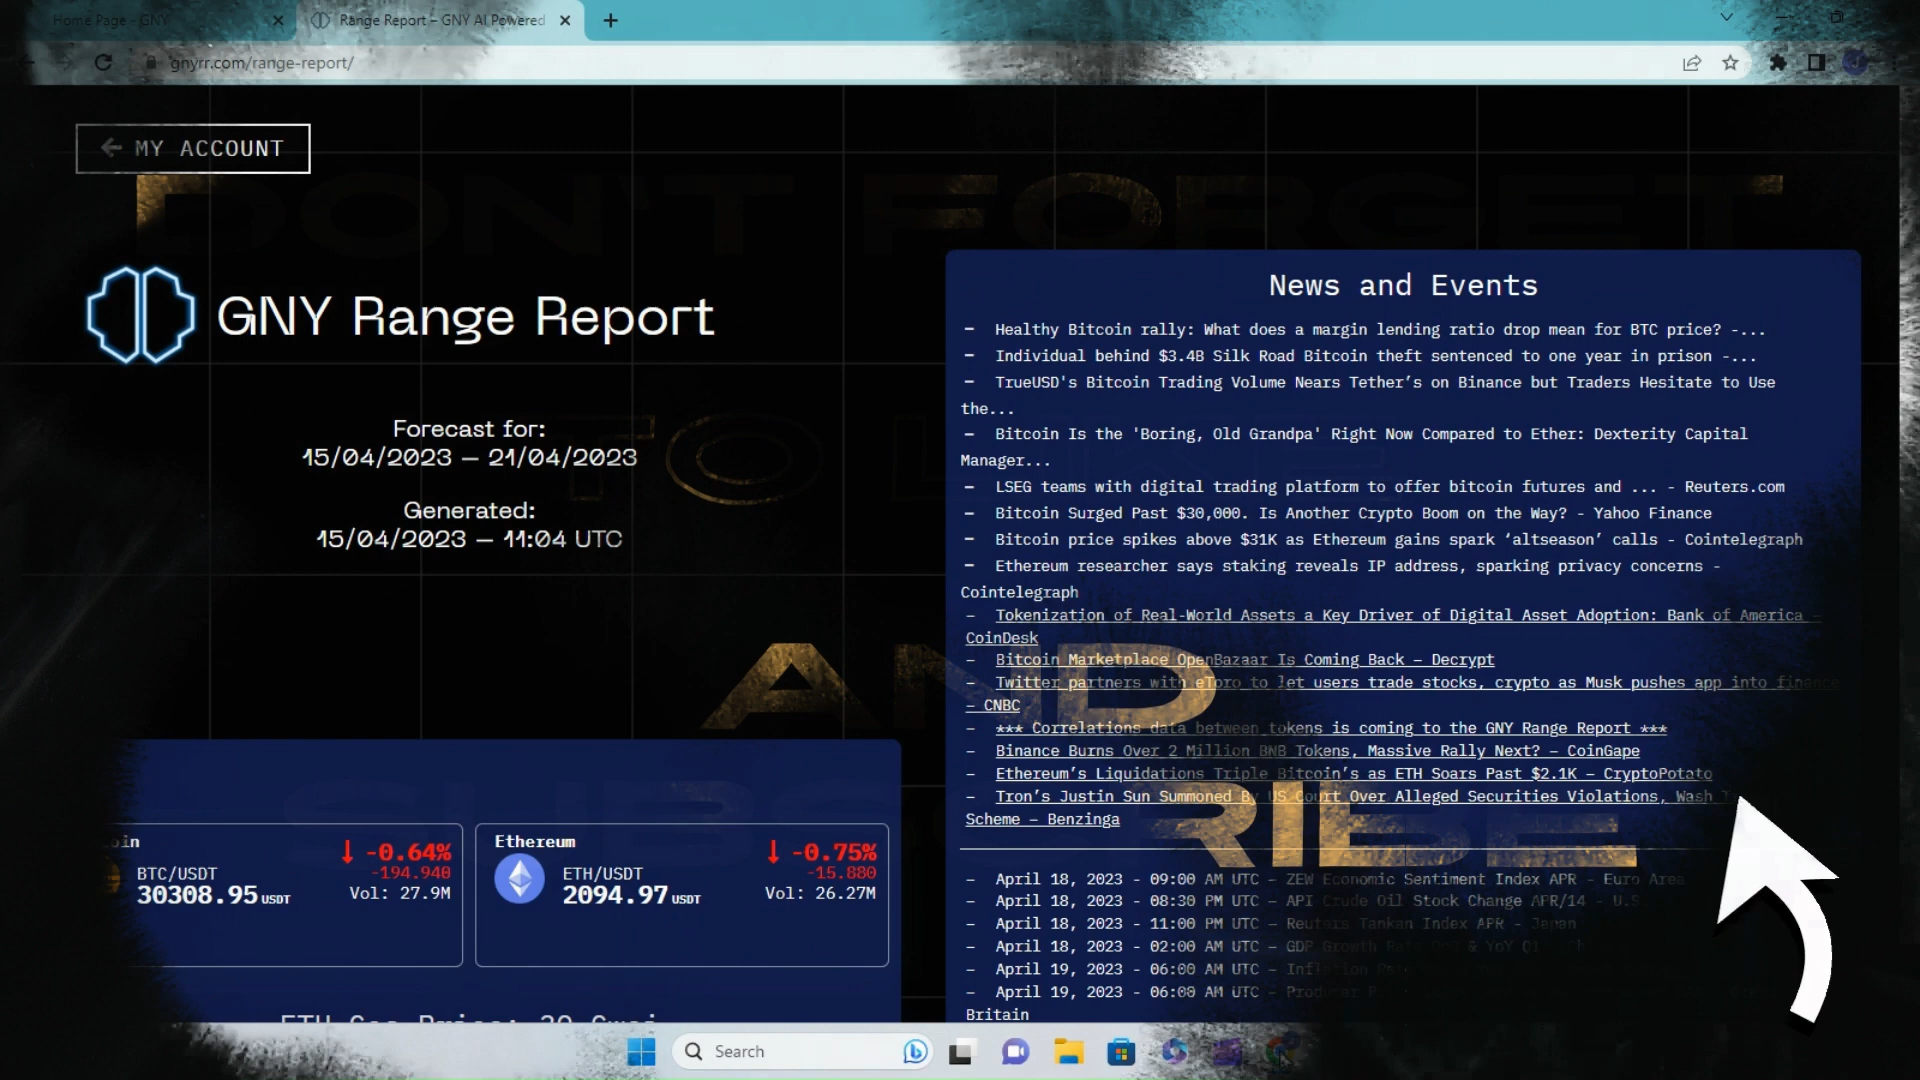 Home Page - GNY
Range Report – GNY AI Powered
gnyrr.com/range-report/
← MY ACCOUNT
DON'T FORGET
GNY Range Report
Forecast for:
15/04/2023 – 21/04/2023
Generated:
15/04/2023 – 11:04 UTC
TO LIKE
AND
News and Events
– Healthy Bitcoin rally: What does a margin lending ratio drop mean for BTC price? -...
– Individual behind $3.4B Silk Road Bitcoin theft sentenced to one year in prison -...
– TrueUSD's Bitcoin Trading Volume Nears Tether’s on Binance but Traders Hesitate to Use
the...
– Bitcoin Is the 'Boring, Old Grandpa' Right Now Compared to Ether: Dexterity Capital
Manager...
– LSEG teams with digital trading platform to offer bitcoin futures and ... - Reuters.com
– Bitcoin Surged Past $30,000. Is Another Crypto Boom on the Way? - Yahoo Finance
– Bitcoin price spikes above $31K as Ethereum gains spark ‘altseason’ calls - Cointelegraph
– Ethereum researcher says staking reveals IP address, sparking privacy concerns -
Cointelegraph
– Tokenization of Real-World Assets a Key Driver of Digital Asset Adoption: Bank of America –
CoinDesk
– Bitcoin Marketplace OpenBazaar Is Coming Back – Decrypt
– Twitter partners with eToro to let users trade stocks, crypto as Musk pushes app into finance
– CNBC
– *** Correlations data between tokens is coming to the GNY Range Report ***
– Binance Burns Over 2 Million BNB Tokens, Massive Rally Next? – CoinGape
– Ethereum’s Liquidations Triple Bitcoin’s as ETH Soars Past $2.1K – CryptoPotato
– Tron’s Justin Sun Summoned By US Court Over Alleged Securities Violations, Wash
Scheme – Benzinga
SUBSCRIBE
oin
BTC/USDT
30308.95 USDT
↓ -0.64%
-194.940
Vol: 27.9M
Ethereum
ETH/USDT
2094.97 USDT
↓ -0.75%
-15.880
Vol: 26.27M
– April 18, 2023 - 09:00 AM UTC – ZEW Economic Sentiment Index APR - Euro Area
– April 18, 2023 - 08:30 PM UTC – API Crude Oil Stock Change APR/14 - U.S
– April 18, 2023 - 11:00 PM UTC – Reuters Tankan Index APR - Japan
– April 18, 2023 - 02:00 AM UTC – GDP Growth Rate QoQ & YoY Q1
– April 19, 2023 - 06:00 AM UTC – Inflation
– April 19, 2023 - 06:00 AM UTC – Producer
Britain
Search